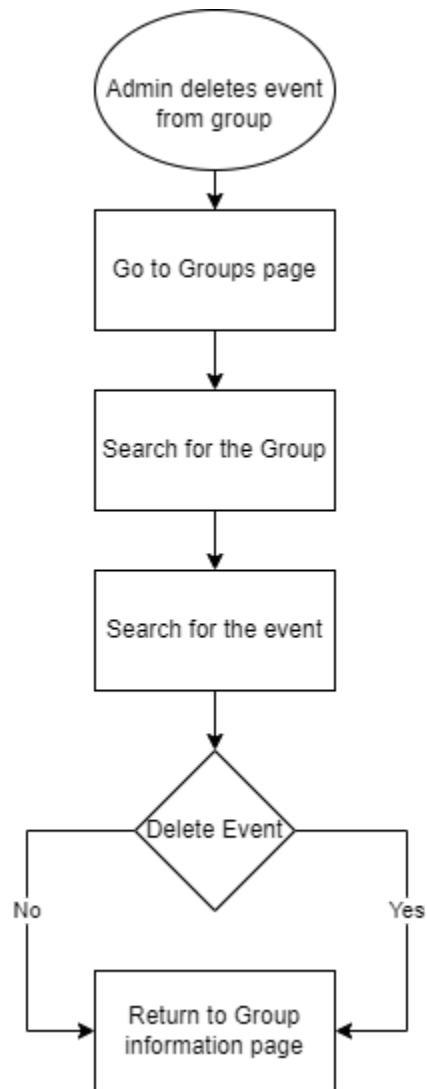 Admin deletes event
from group
Go to Groups page
Search for the Group
Search for the event
Delete Event
No
Yes
Return to Group
information page